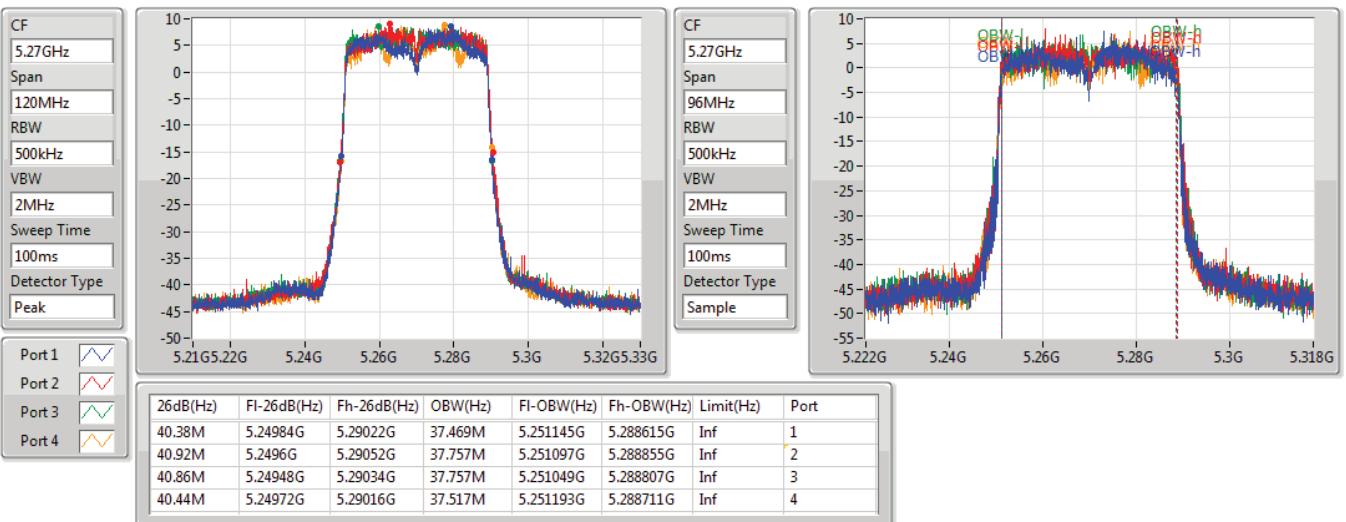 CF
5.27GHz
Span
120MHz
RBW
500kHz
VBW
2MHz
Sweep Time
100ms
Detector Type
Peak
10
5
0
-5
-10
-15
-20
-25
-30
-35
-40
-45
-50
5.2165 5.22G 5.24G 5.26G 5.28G 5.3G 5.32G 5.33G
CF
5.27GHz
Span
96MHz
RBW
500kHz
VBW
2MHz
Sweep Time
100ms
Detector Type
Sample
10
5
0
-5
-10
-15
-20
-25
-30
-35
-40
-45
-50
-55
OBW-l OBW-h
OBW-h
5.222G 5.24G 5.26G 5.28G 5.3G 5.318G
Port 1
Port 2
Port 3
Port 4
26dB(Hz) Fl-26dB(Hz) Fh-26dB(Hz) OBW(Hz) Fl-OBW(Hz) Fh-OBW(Hz) Limit(Hz) Port
40.38M 5.24984G 5.29022G 37.469M 5.251145G 5.288615G Inf 1
40.92M 5.2496G 5.29052G 37.757M 5.251097G 5.288855G Inf 2
40.86M 5.24948G 5.29034G 37.757M 5.251049G 5.288807G Inf 3
40.44M 5.24972G 5.29016G 37.517M 5.251193G 5.288711G Inf 4